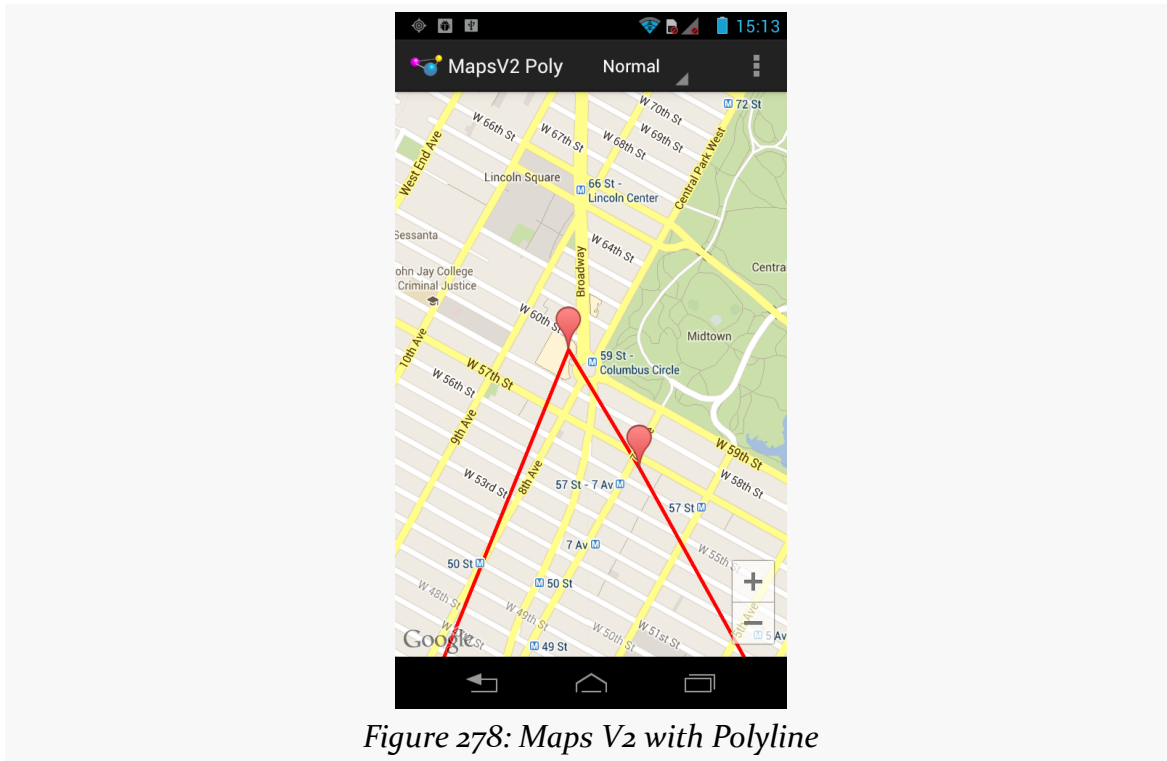 15:13
MapsV2 Poly Normal
72 St
W 70th St
W 66th St
W 67th St
W 69th St
W 68th St
West End Ave
Central Park West
Lincoln Square
66 St -
Lincoln Center
Sessanta
W 64th St
Broadway
Centra
ohn Jay College
Criminal Justice
W 60th St
Midtown
10th Ave
59 St -
Columbus Circle
W 57th St
W 56th St
9th Ave
W 59th St
W 53rd St
8th Ave
57 St - 7 Av
W 58th St
57 St
7 Av
W 55th St
50 St
50 St
W 48th St
W 49th St
5th Ave
W 50th St
W 51st St
5 Av
Google
49 St
Figure 278: Maps V2 with Polyline